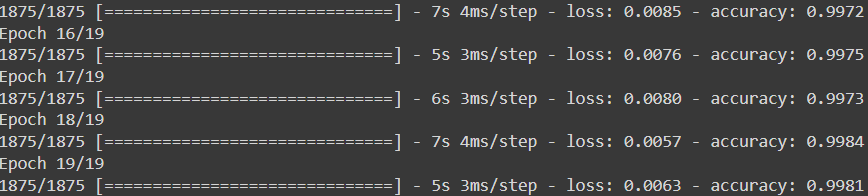 1875/1875 [==============================] - 7s 4ms/step - loss: 0.0085 - accuracy: 0.9972
Epoch 16/19
1875/1875 [==============================] - 5s 3ms/step - loss: 0.0076 - accuracy: 0.9975
Epoch 17/19
1875/1875 [==============================] - 6s 3ms/step - loss: 0.0080 - accuracy: 0.9973
Epoch 18/19
1875/1875 [==============================] - 7s 4ms/step - loss: 0.0057 - accuracy: 0.9984
Epoch 19/19
1875/1875 [==============================] - 5s 3ms/step - loss: 0.0063 - accuracy: 0.9981